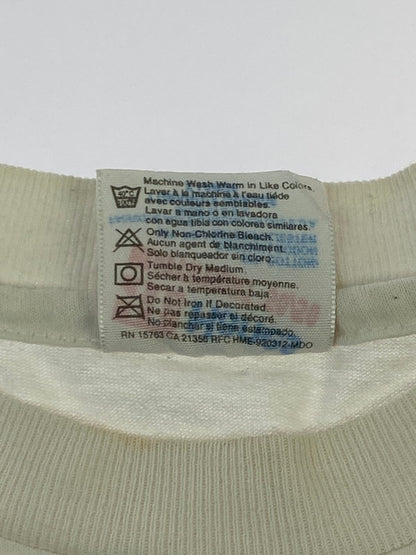 Machine Wash Warm in Like Colors.
Laver à la machine à l'eau tiède
avec couleurs semblables.
Lavar a mano o en lavadora
con agua tibia con colores similares.
Only Non-Chlorine Bleach.
Aucun agent de blanchiment.
Solo blanqueador sin cloro.
Tumble Dry Medium.
Sécher à température moyenne.
Secar a temperatura baja.
Do Not Iron If Decorated
Ne pas repasser si décoré.
No planchar si tiene estampado.
RN 15763 CA 21356 RFC HME-920312-MDO